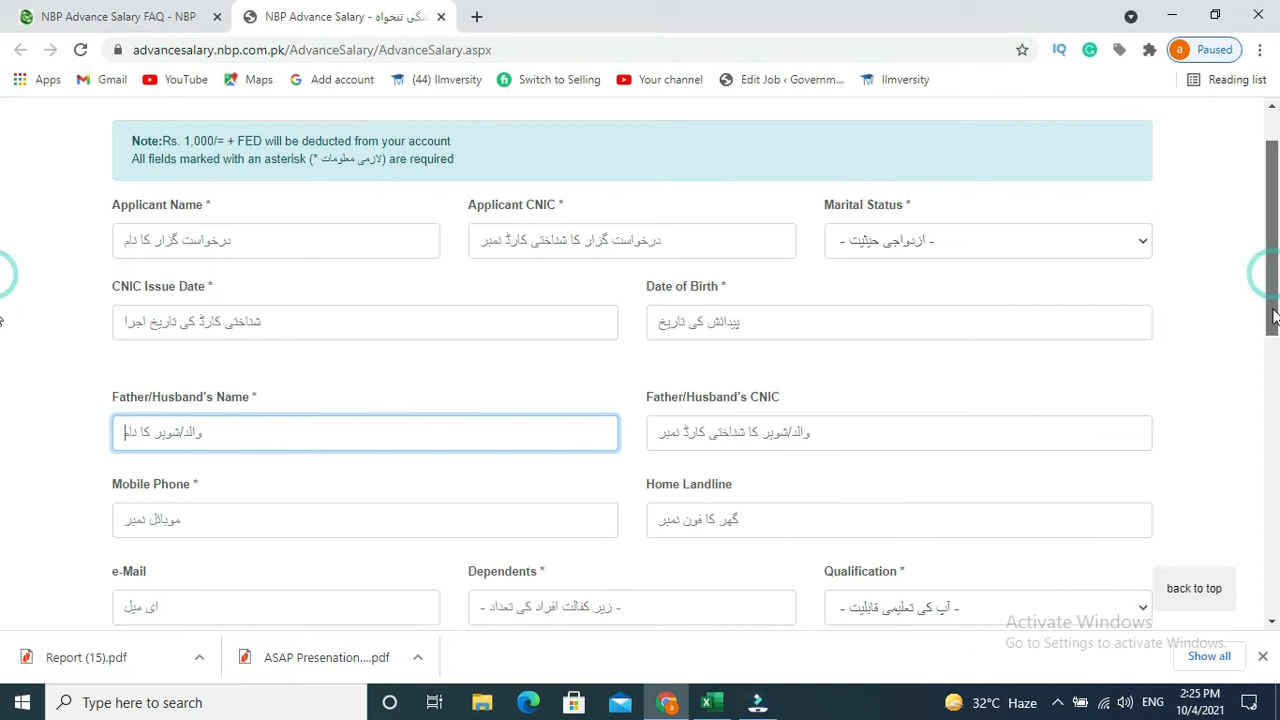 NBP Advance Salary FAQ - NBP
NBP Advance Salary - پیشگی تنخواہ
advancesalary.nbp.com.pk/AdvanceSalary/AdvanceSalary.aspx
IQ
a Paused
Apps
Gmail
YouTube
Maps
Add account
(44) Ilmversity
Switch to Selling
Your channel
Edit Job ‹ Governm...
Ilmversity
Reading list
Note:Rs. 1,000/= + FED will be deducted from your account
All fields marked with an asterisk (* لازمی معلومات) are required
Applicant Name *
Applicant CNIC *
Marital Status *
درخواست گزار کا نام
درخواست گزار کا شناختی کارڈ نمبر
- ازدواجی حیثیت -
CNIC Issue Date *
Date of Birth *
شناختی کارڈ کی تاریخ اجرا
پیدائش کی تاریخ
Father/Husband's Name *
Father/Husband's CNIC
والد/شوہر کا نام
والد/شوہر کا شناختی کارڈ نمبر
Mobile Phone *
Home Landline
موبائل نمبر
گھر کا فون نمبر
e-Mail
Dependents *
Qualification *
back to top
ای میل
- زیر کفالت افراد کی تعداد -
- آپ کی تعلیمی قابلیت -
Activate Windows
Go to Settings to activate Windows.
Report (15).pdf
ASAP Presenation....pdf
Show all
Type here to search
32°C Haze
ENG
2:25 PM
10/4/2021